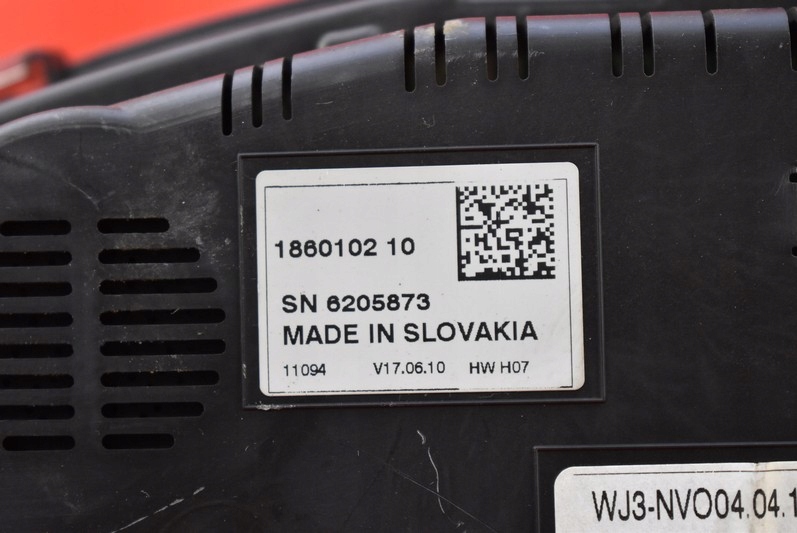 1860102 10
SN 6205873
MADE IN SLOVAKIA
11094 V17.06.10 HW H07
WJ3-NVO04.04.1